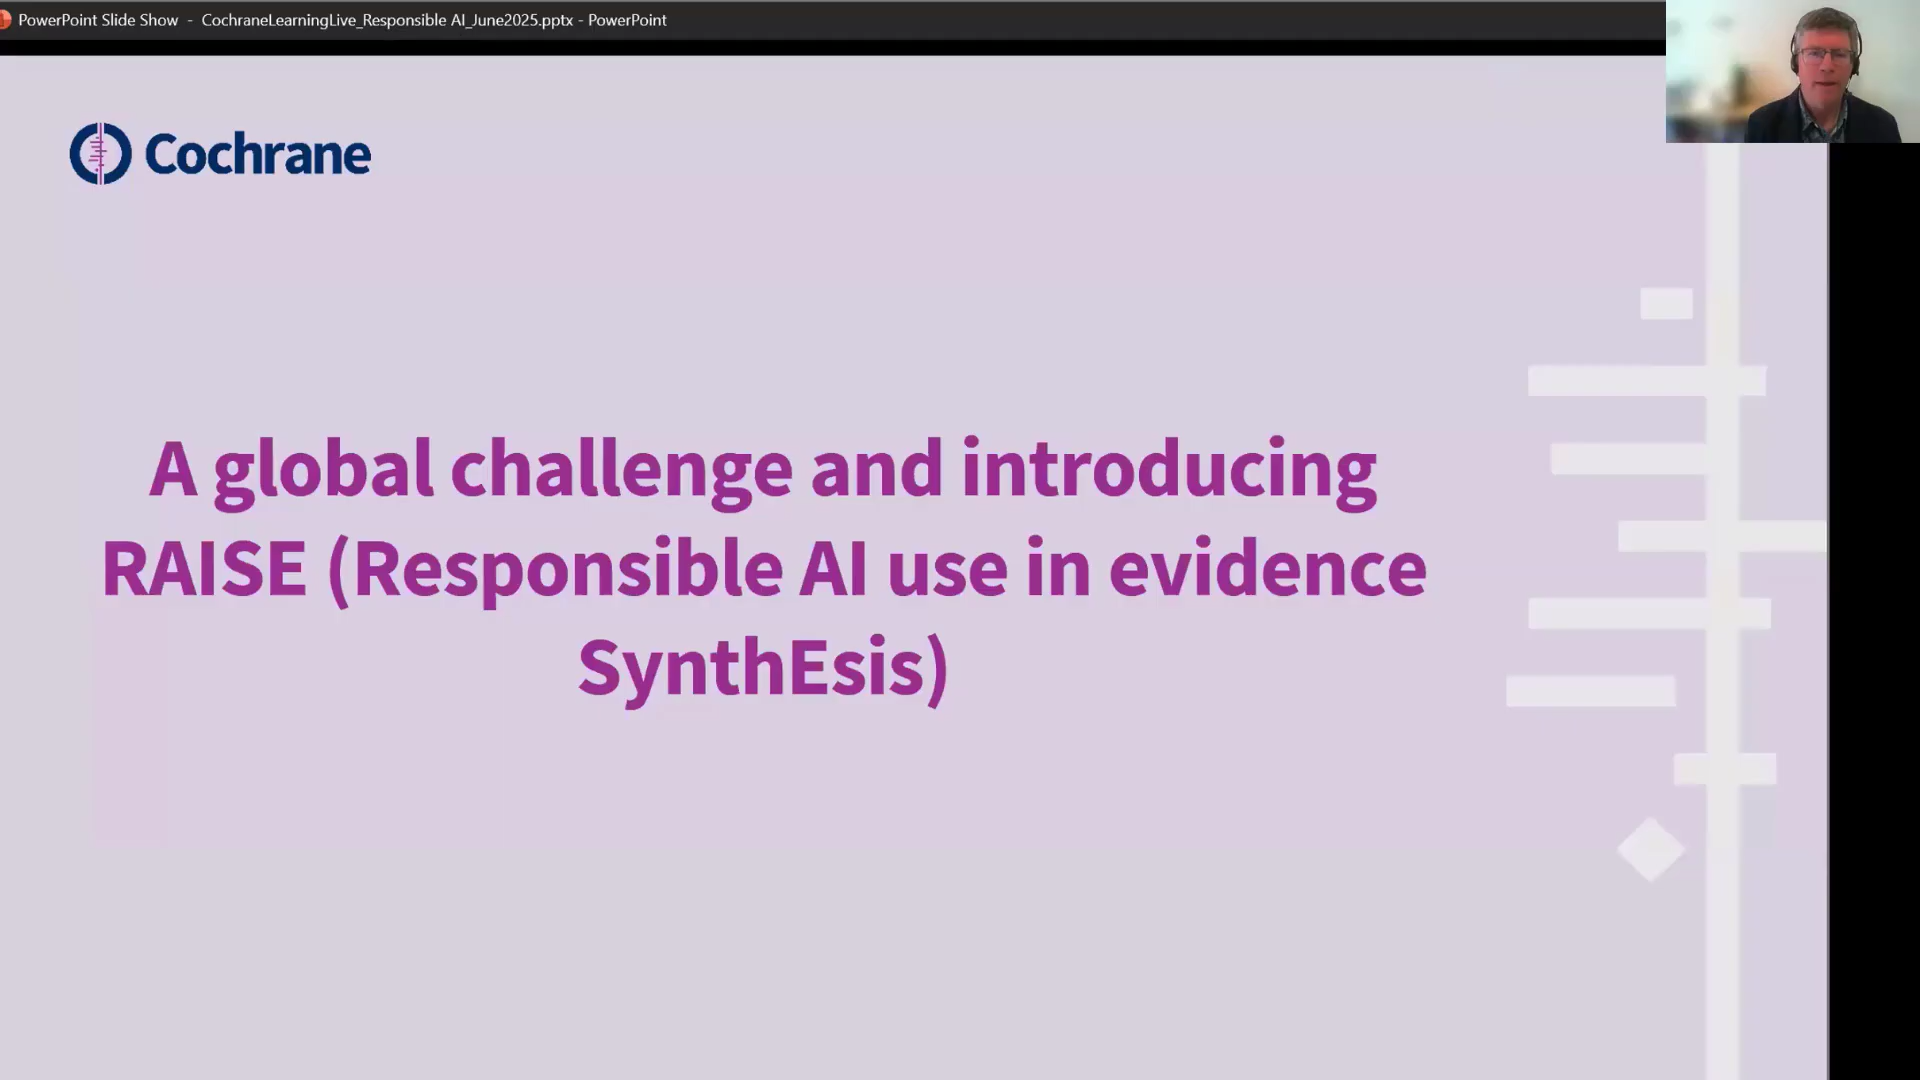 PowerPoint Slide Show - CochraneLearningLive_Responsible AI_June2025.pptx - PowerPoint
Cochrane
A global challenge and introducing
RAISE (Responsible AI use in evidence
SynthEsis)